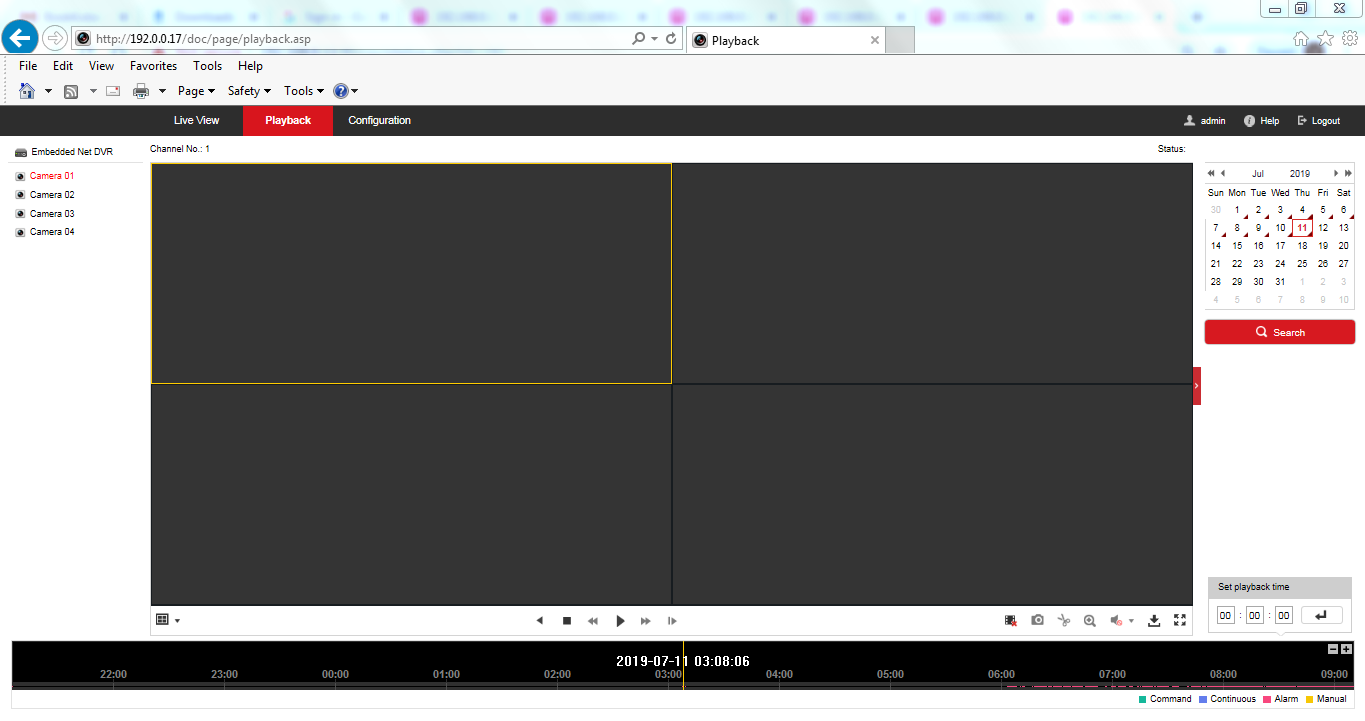 http://192.0.0.17/doc/page/playback.asp
Playback
File Edit View Favorites Tools Help
Page Safety Tools
Live View Playback Configuration
admin Help Logout
Embedded Net DVR
Channel No.: 1
Status:
Camera 01
Camera 02
Camera 03
Camera 04
Jul 2019
Sun Mon Tue Wed Thu Fri Sat
30 1 2 3 4 5 6
7 8 9 10 11 12 13
14 15 16 17 18 19 20
21 22 23 24 25 26 27
28 29 30 31 1 2 3
4 5 6 7 8 9 10
Search
Set playback time
00 : 00 : 00
2019-07-11 03:08:06
22:00 23:00 00:00 01:00 02:00 03:00 04:00 05:00 06:00 07:00 08:00 09:00
Command Continuous Alarm Manual